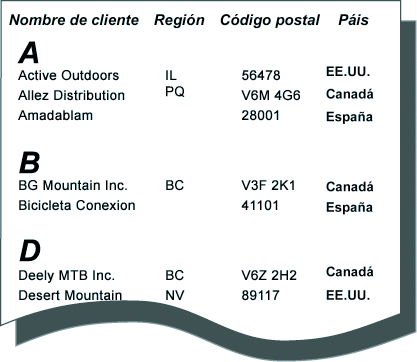 Nombre de cliente Región Código postal Páis
A
Active Outdoors IL 56478 EE.UU.
Allez Distribution PQ V6M 4G6 Canadá
Amadablam 28001 España
B
BG Mountain Inc. BC V3F 2K1 Canadá
Bicicleta Conexion 41101 España
D
Deely MTB Inc. BC V6Z 2H2 Canadá
Desert Mountain NV 89117 EE.UU.